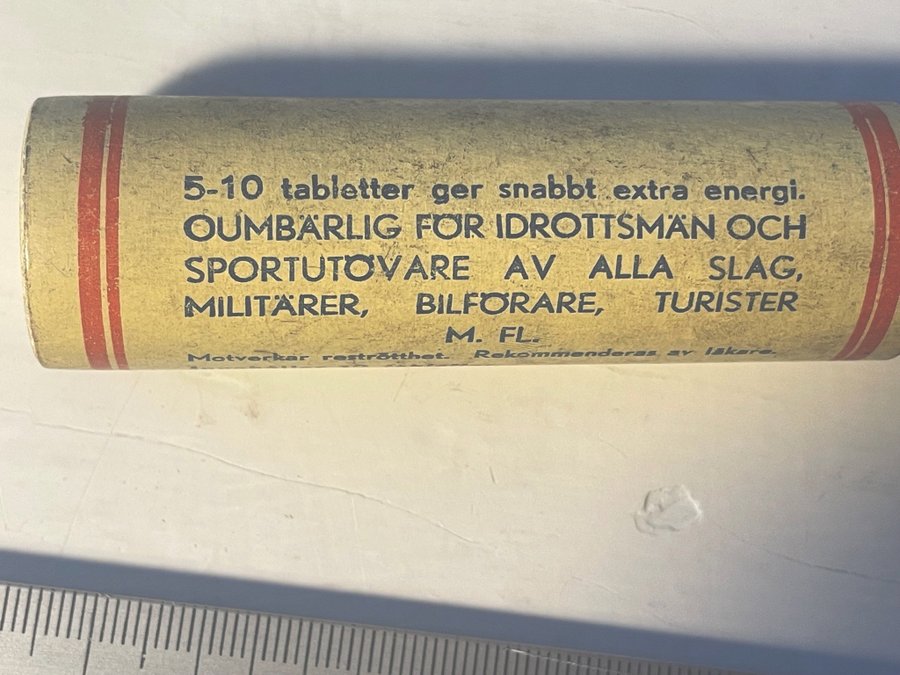 5-10 tabletter ger snabbt extra energi.
OUMBÄRLIG FÖR IDROTTSMÄN OCH
SPORTUTÖVARE AV ALLA SLAG,
MILITÄRER, BILFÖRARE, TURISTER
M. FL.
Motverkar reströtthet. Rekommenderas av läkare.